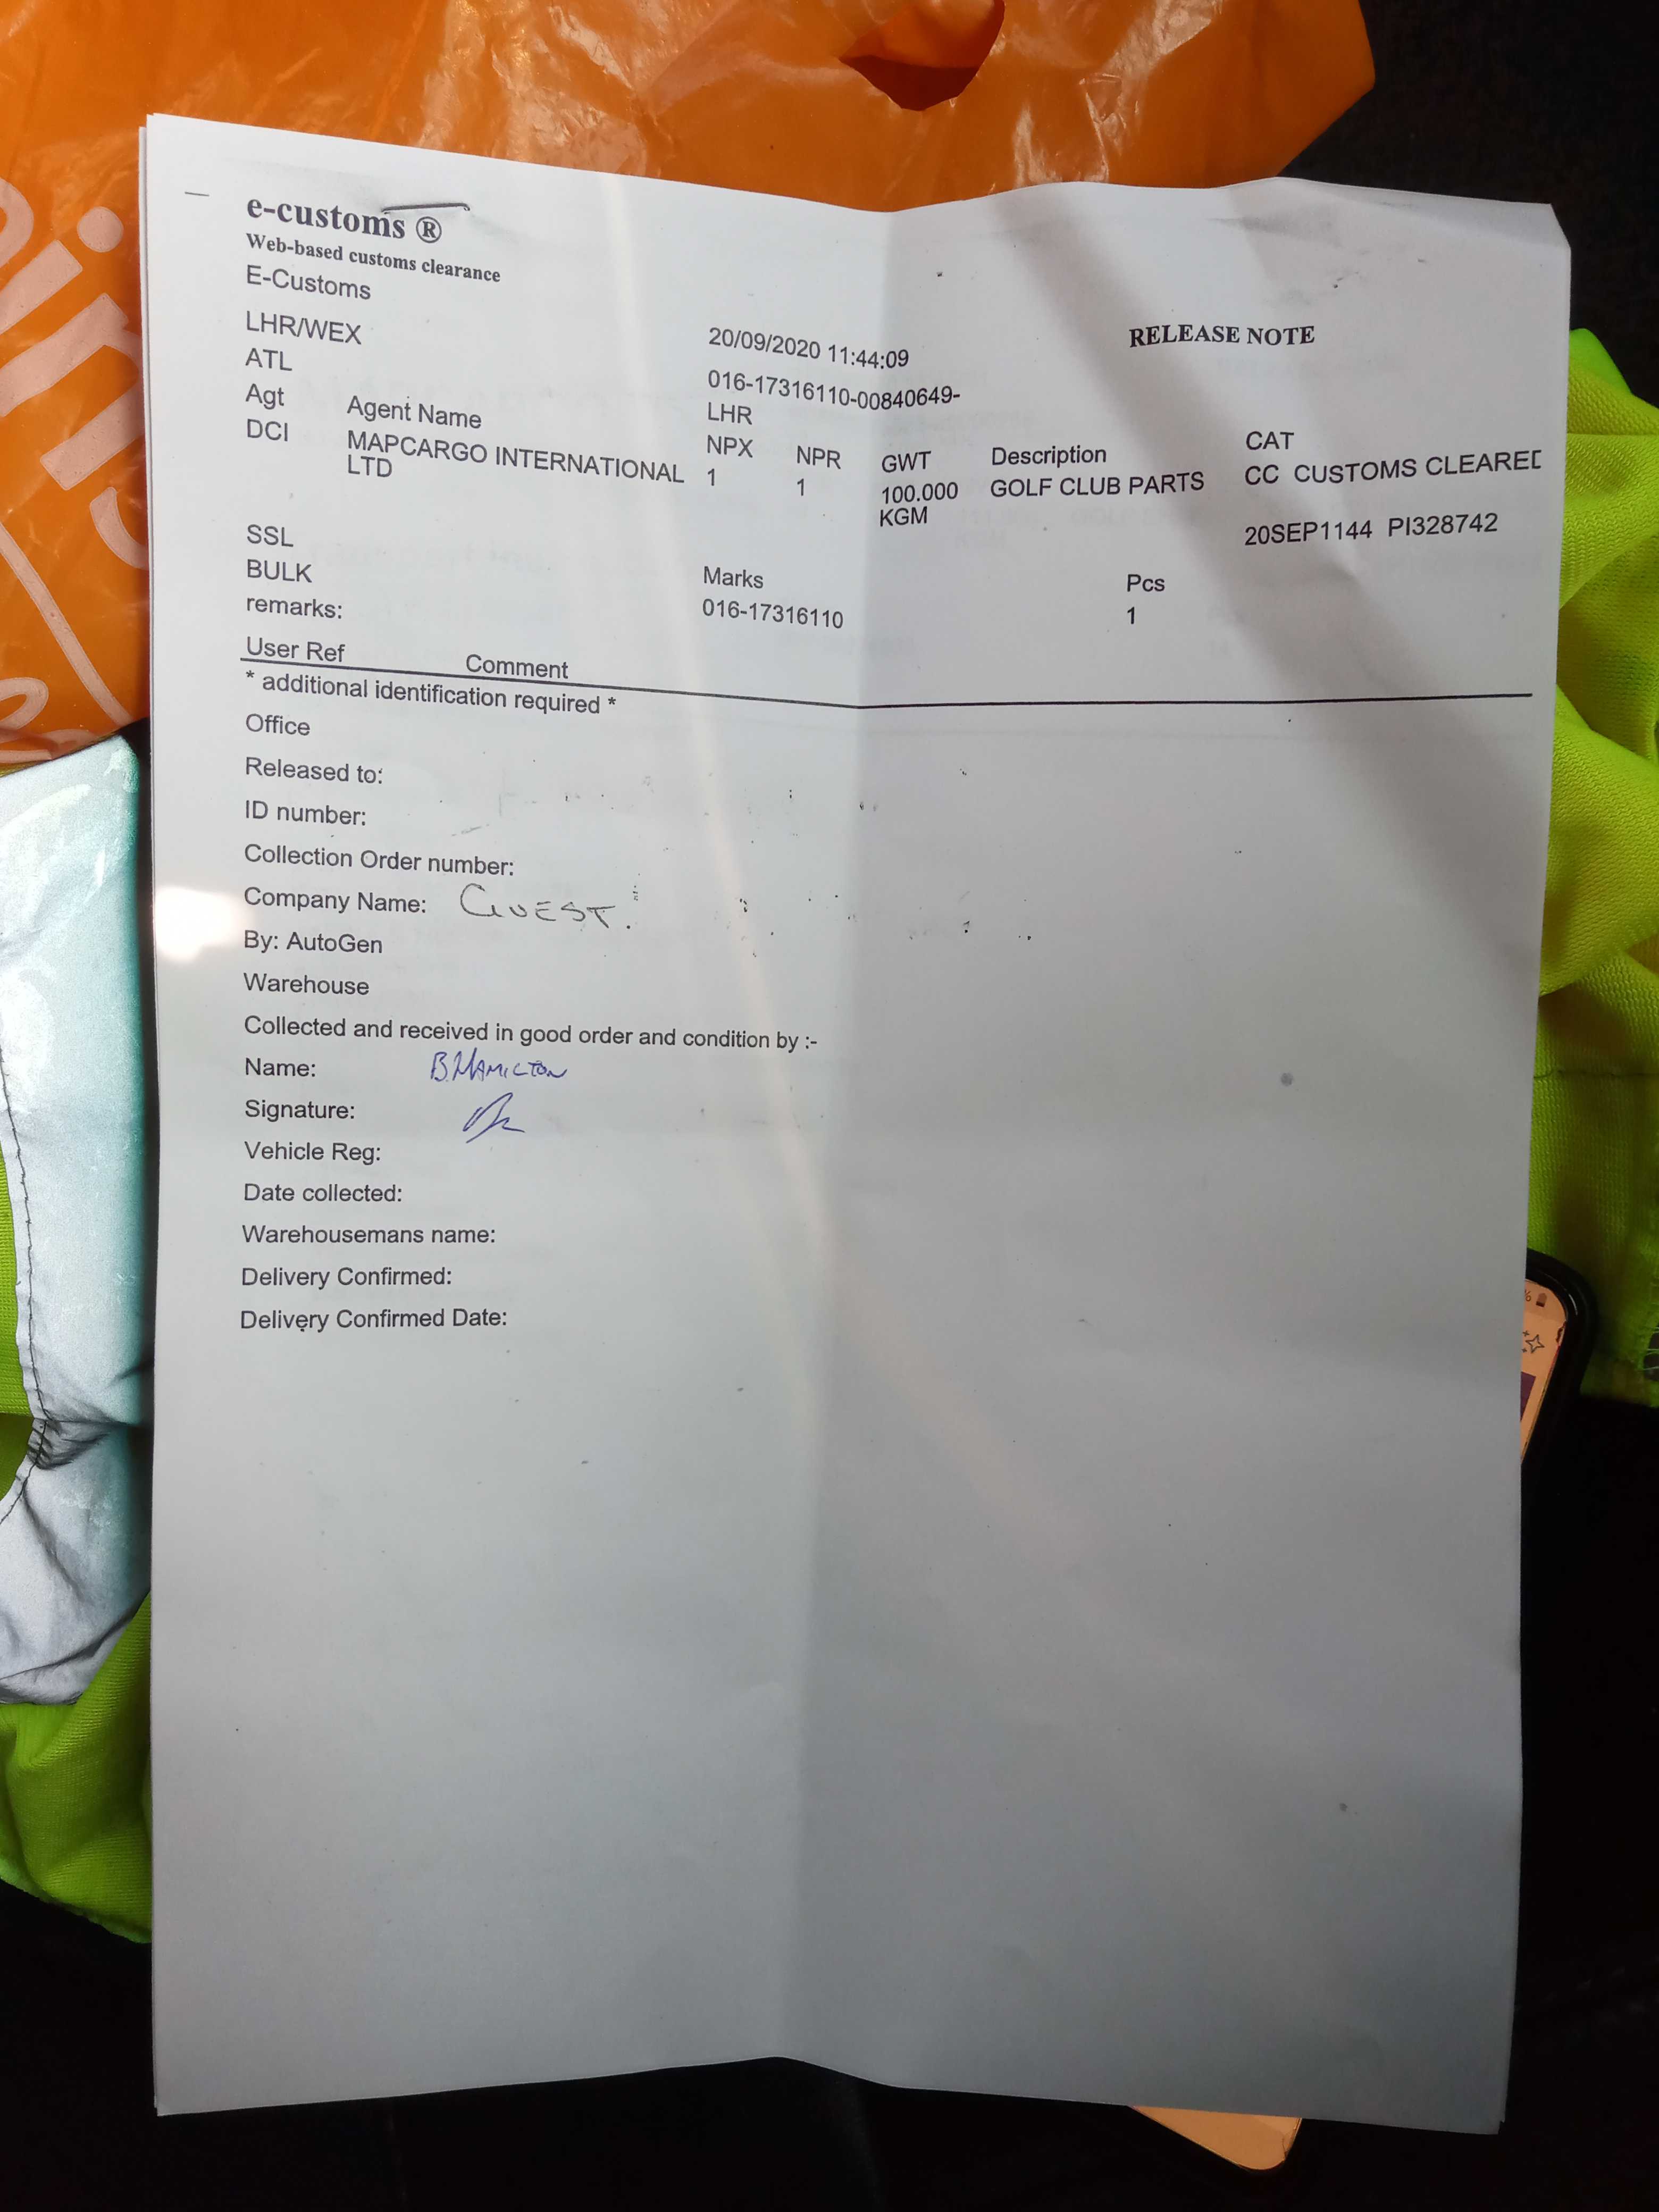 e-customs ®
Web-based customs clearance
E-Customs
RELEASE NOTE
LHR/WEX 20/09/2020 11:44:09
ATL 016-17316110-00840649-
LHR
Agt Agent Name NPX NPR GWT Description CAT
DCI MAPCARGO INTERNATIONAL 1 1 100.000 GOLF CLUB PARTS CC CUSTOMS CLEARED
LTD KGM
20SEP1144 PI328742
SSL
BULK Marks Pcs
remarks: 016-17316110 1
User Ref Comment
* additional identification required *
Office
Released to:
ID number:
Collection Order number:
Company Name: GUEST.
By: AutoGen
Warehouse
Collected and received in good order and condition by :-
Name: B.HAMILTON
Signature:
Vehicle Reg:
Date collected:
Warehousemans name:
Delivery Confirmed:
Delivery Confirmed Date: